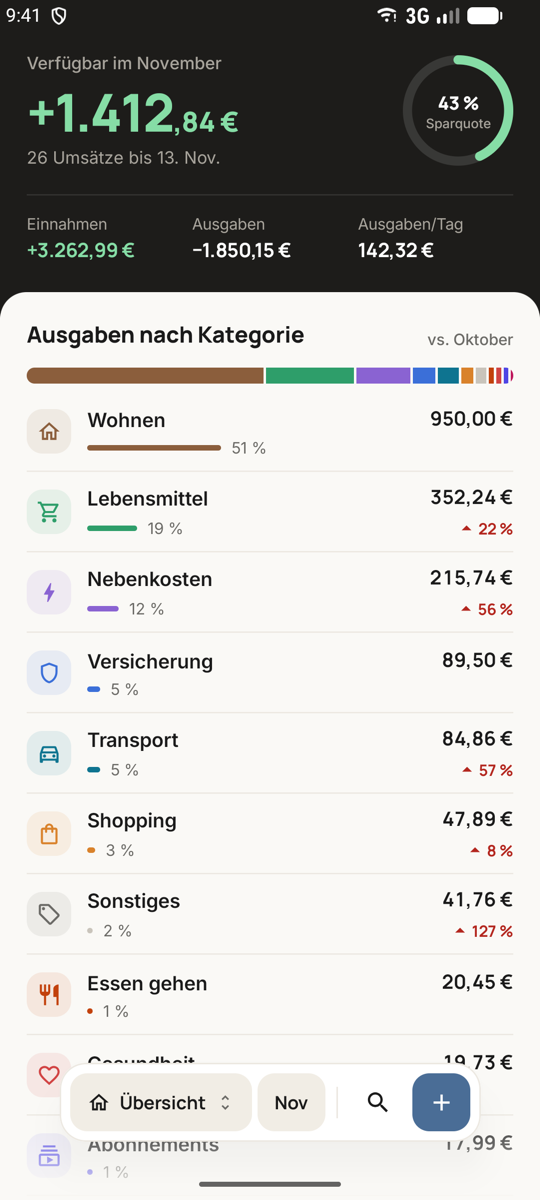 9:41
3G
Verfügbar im November
+1.412,84 €
26 Umsätze bis 13. Nov.
43 %
Sparquote
Einnahmen
+3.262,99 €
Ausgaben
−1.850,15 €
Ausgaben/Tag
142,32 €
Ausgaben nach Kategorie
vs. Oktober
Wohnen
950,00 €
51 %
Lebensmittel
352,24 €
19 %
22 %
Nebenkosten
215,74 €
12 %
56 %
Versicherung
89,50 €
5 %
Transport
84,86 €
5 %
57 %
Shopping
47,89 €
3 %
8 %
Sonstiges
41,76 €
2 %
127 %
Essen gehen
20,45 €
1 %
Gesundheit
19,73 €
Übersicht
Nov
Abonnements
17,99 €
1 %